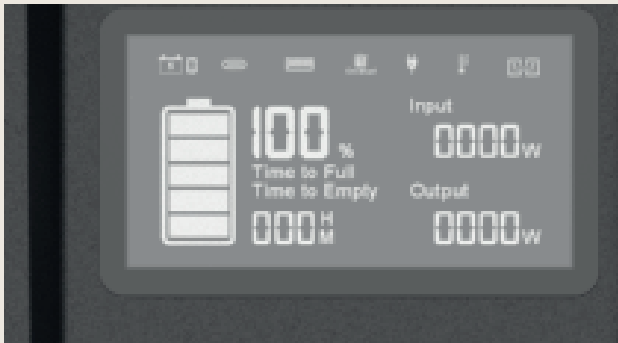 100 %
Time to Full
Time to Empty
000 H
M
Input
0000W
Output
0000W